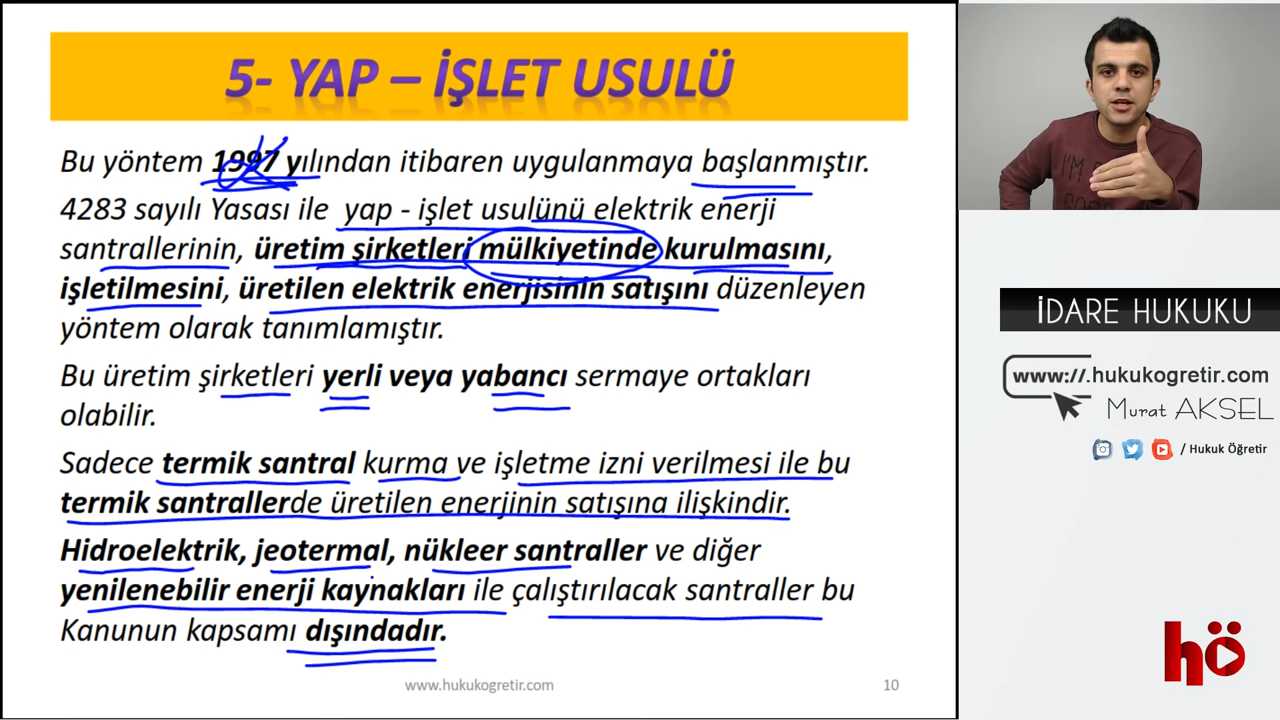 5- YAP – İŞLET USULÜ
Bu yöntem 1997 yılından itibaren uygulanmaya başlanmıştır.
4283 sayılı Yasası ile yap - işlet usulünü elektrik enerji
santrallerinin, üretim şirketleri mülkiyetinde kurulmasını,
işletilmesini, üretilen elektrik enerjisinin satışını düzenleyen
yöntem olarak tanımlamıştır.
Bu üretim şirketleri yerli veya yabancı sermaye ortakları
olabilir.
Sadece termik santral kurma ve işletme izni verilmesi ile bu
termik santrallerde üretilen enerjinin satışına ilişkindir.
Hidroelektrik, jeotermal, nükleer santraller ve diğer
yenilenebilir enerji kaynakları ile çalıştırılacak santraller bu
Kanunun kapsamı dışındadır.
www.hukukogretir.com
10
I'M
İDARE HUKUKU
www://.hukukogretir.com
Murat AKSEL
/ Hukuk Öğretir
hö